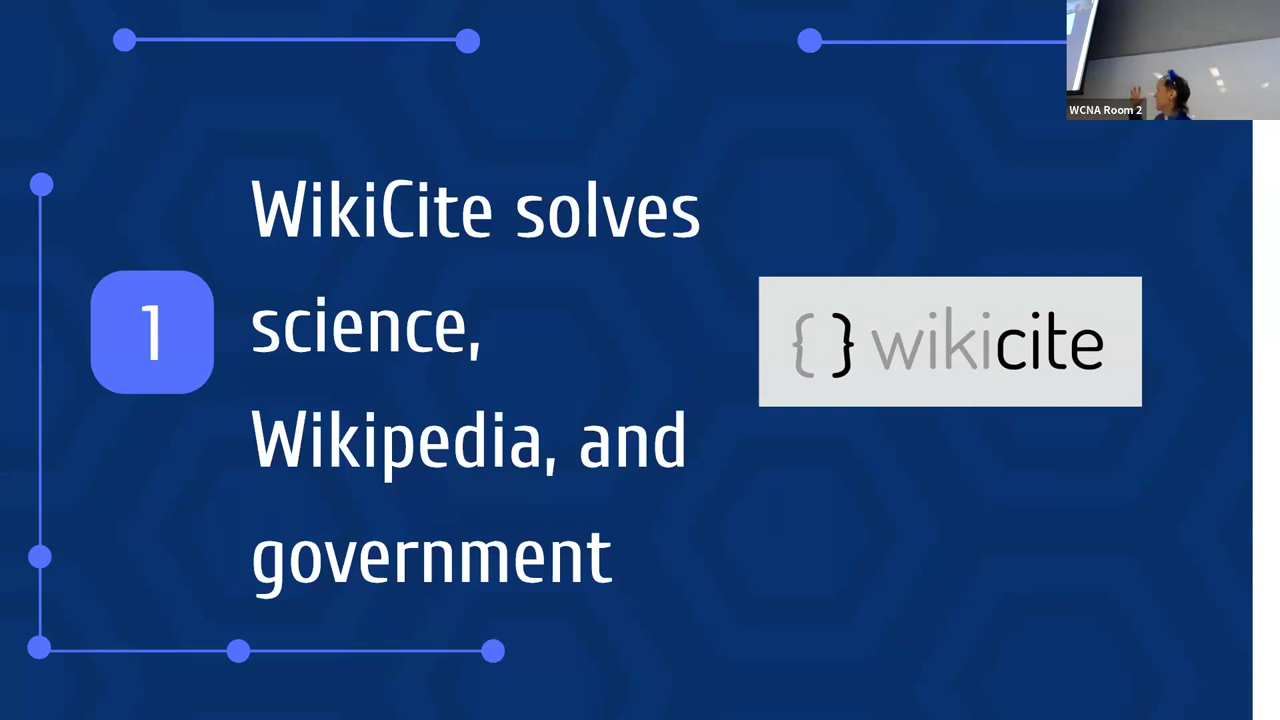 WCNA Room 2
1
WikiCite solves
science,
Wikipedia, and
government
{ } wikicite